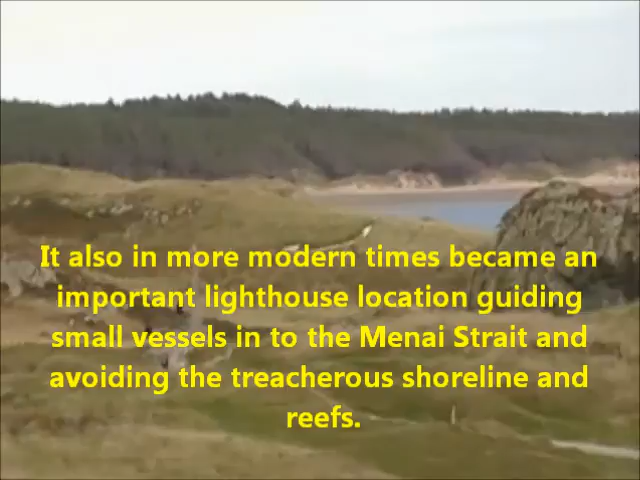 It also in more modern times became an
important lighthouse location guiding
small vessels in to the Menai Strait and
avoiding the treacherous shoreline and
reefs.